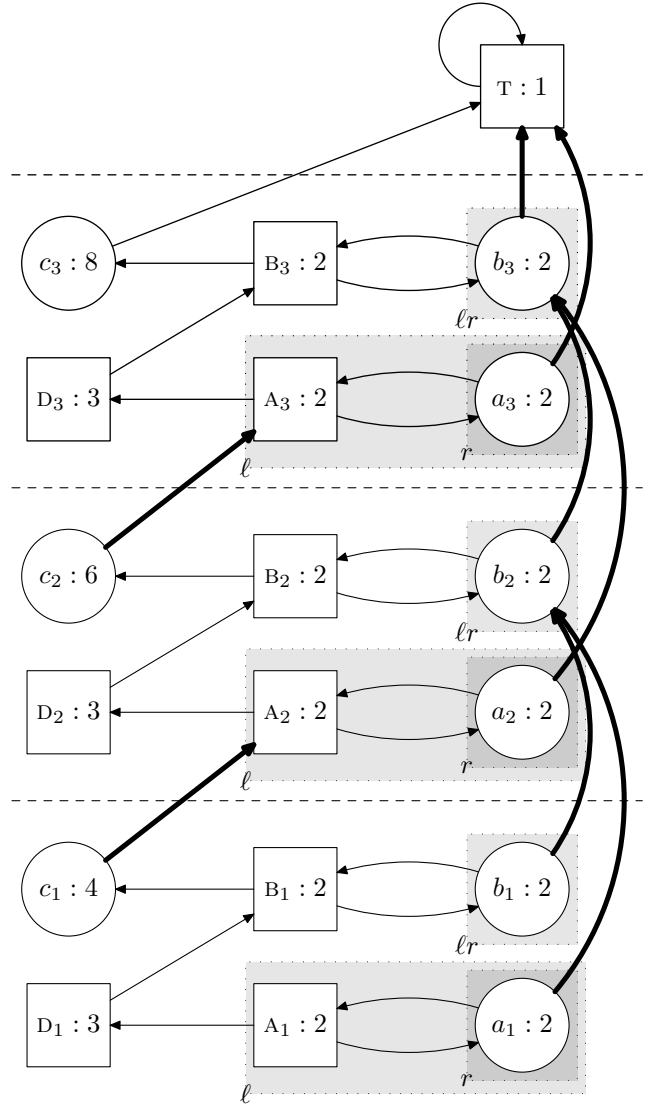 T : 1
c₃ : 8 B₃ : 2 b₃ : 2
ℓr
D₃ : 3 A₃ : 2 a₃ : 2
r
ℓ
c₂ : 6 B₂ : 2 b₂ : 2
ℓr
D₂ : 3 A₂ : 2 a₂ : 2
r
ℓ
c₁ : 4 B₁ : 2 b₁ : 2
ℓr
D₁ : 3 A₁ : 2 a₁ : 2
r
ℓ